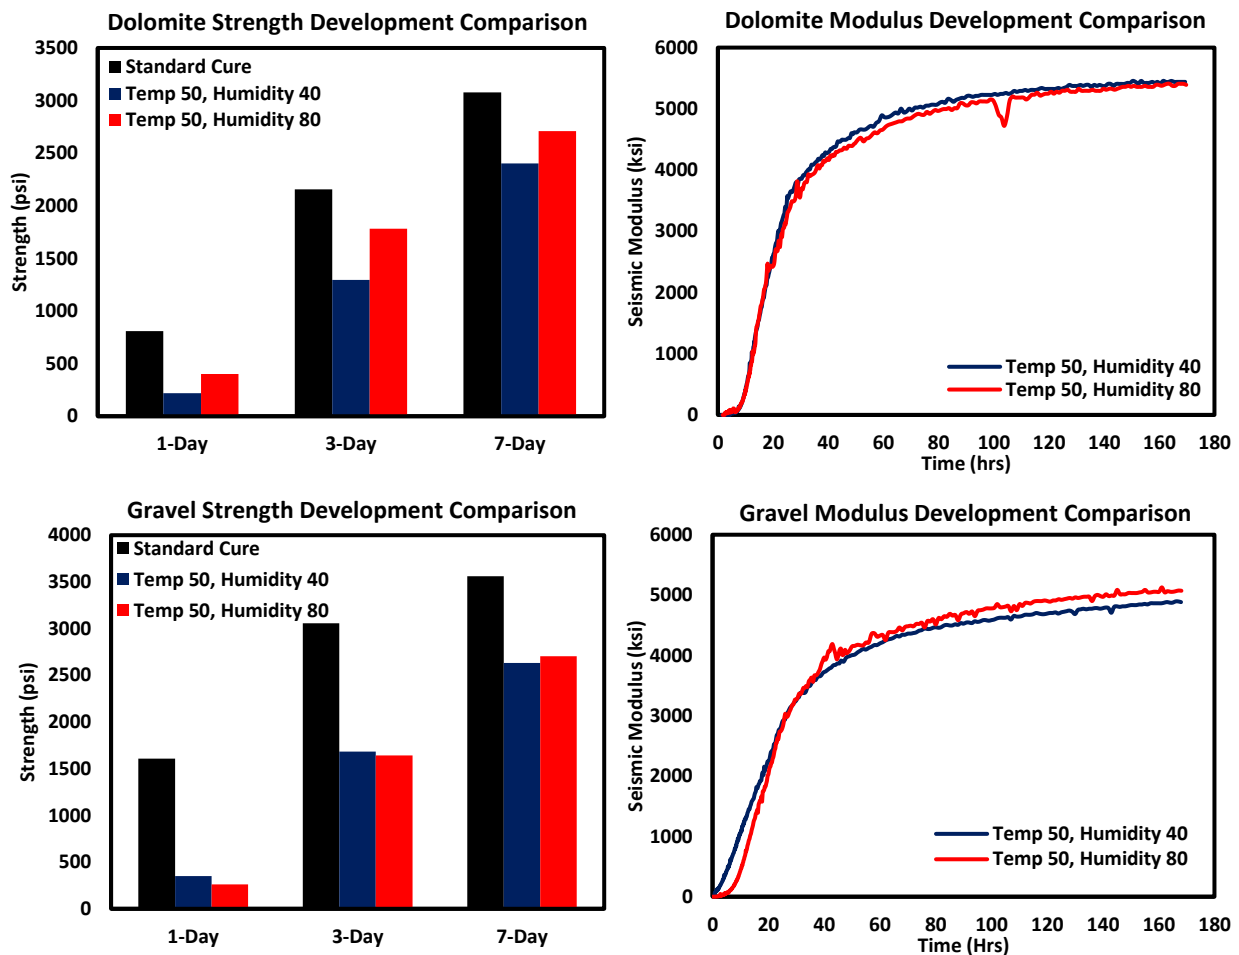 Dolomite Strength Development Comparison
3500
3000
2500
2000
1500
1000
500
0
Strength (psi)
Standard Cure
Temp 50, Humidity 40
Temp 50, Humidity 80
1-Day 3-Day 7-Day
Dolomite Modulus Development Comparison
6000
5000
4000
3000
2000
1000
0
Seismic Modulus (ksi)
Temp 50, Humidity 40
Temp 50, Humidity 80
0 20 40 60 80 100 120 140 160 180
Time (hrs)
Gravel Strength Development Comparison
4000
3500
3000
2500
2000
1500
1000
500
0
Strength (psi)
Standard Cure
Temp 50, Humidity 40
Temp 50, Humidity 80
1-Day 3-Day 7-Day
Gravel Modulus Development Comparison
6000
5000
4000
3000
2000
1000
0
Seismic Modulus (ksi)
Temp 50, Humidity 40
Temp 50, Humidity 80
0 20 40 60 80 100 120 140 160 180
Time (Hrs)